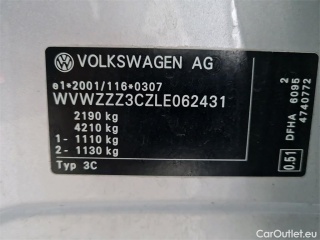 VOLKSWAGEN AG
e1*2001/116*0307
WVWZZZ3CZLE062431
2190 kg
4210 kg
1- 1110 kg
2- 1130 kg
Typ 3C
0,51
DFHA 6095
4740772
2
© CarOutlet.eu